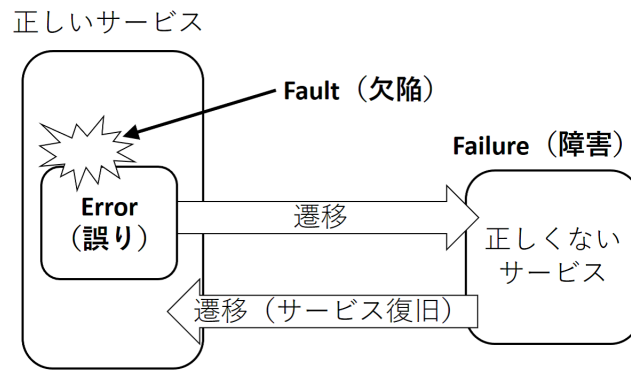 正しいサービス
Fault（欠陥）
Failure（障害）
Error
（誤り）
遷移
正しくない
サービス
遷移（サービス復旧）